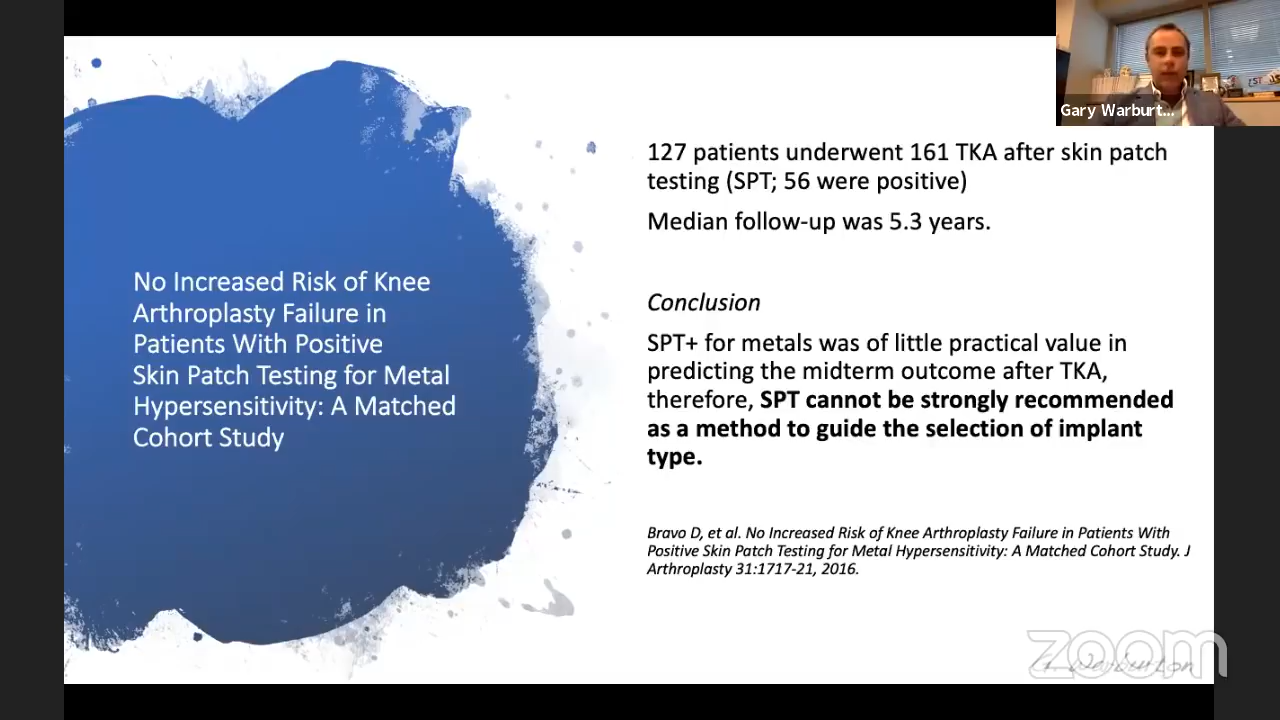 Gary Warburt...
127 patients underwent 161 TKA after skin patch
testing (SPT; 56 were positive)
Median follow-up was 5.3 years.
No Increased Risk of Knee
Arthroplasty Failure in
Patients With Positive
Skin Patch Testing for Metal
Hypersensitivity: A Matched
Cohort Study
Conclusion
SPT+ for metals was of little practical value in
predicting the midterm outcome after TKA,
therefore, SPT cannot be strongly recommended
as a method to guide the selection of implant
type.
Bravo D, et al. No Increased Risk of Knee Arthroplasty Failure in Patients With
Positive Skin Patch Testing for Metal Hypersensitivity: A Matched Cohort Study. J
Arthroplasty 31:1717-21, 2016.
zoom
G. Warburton